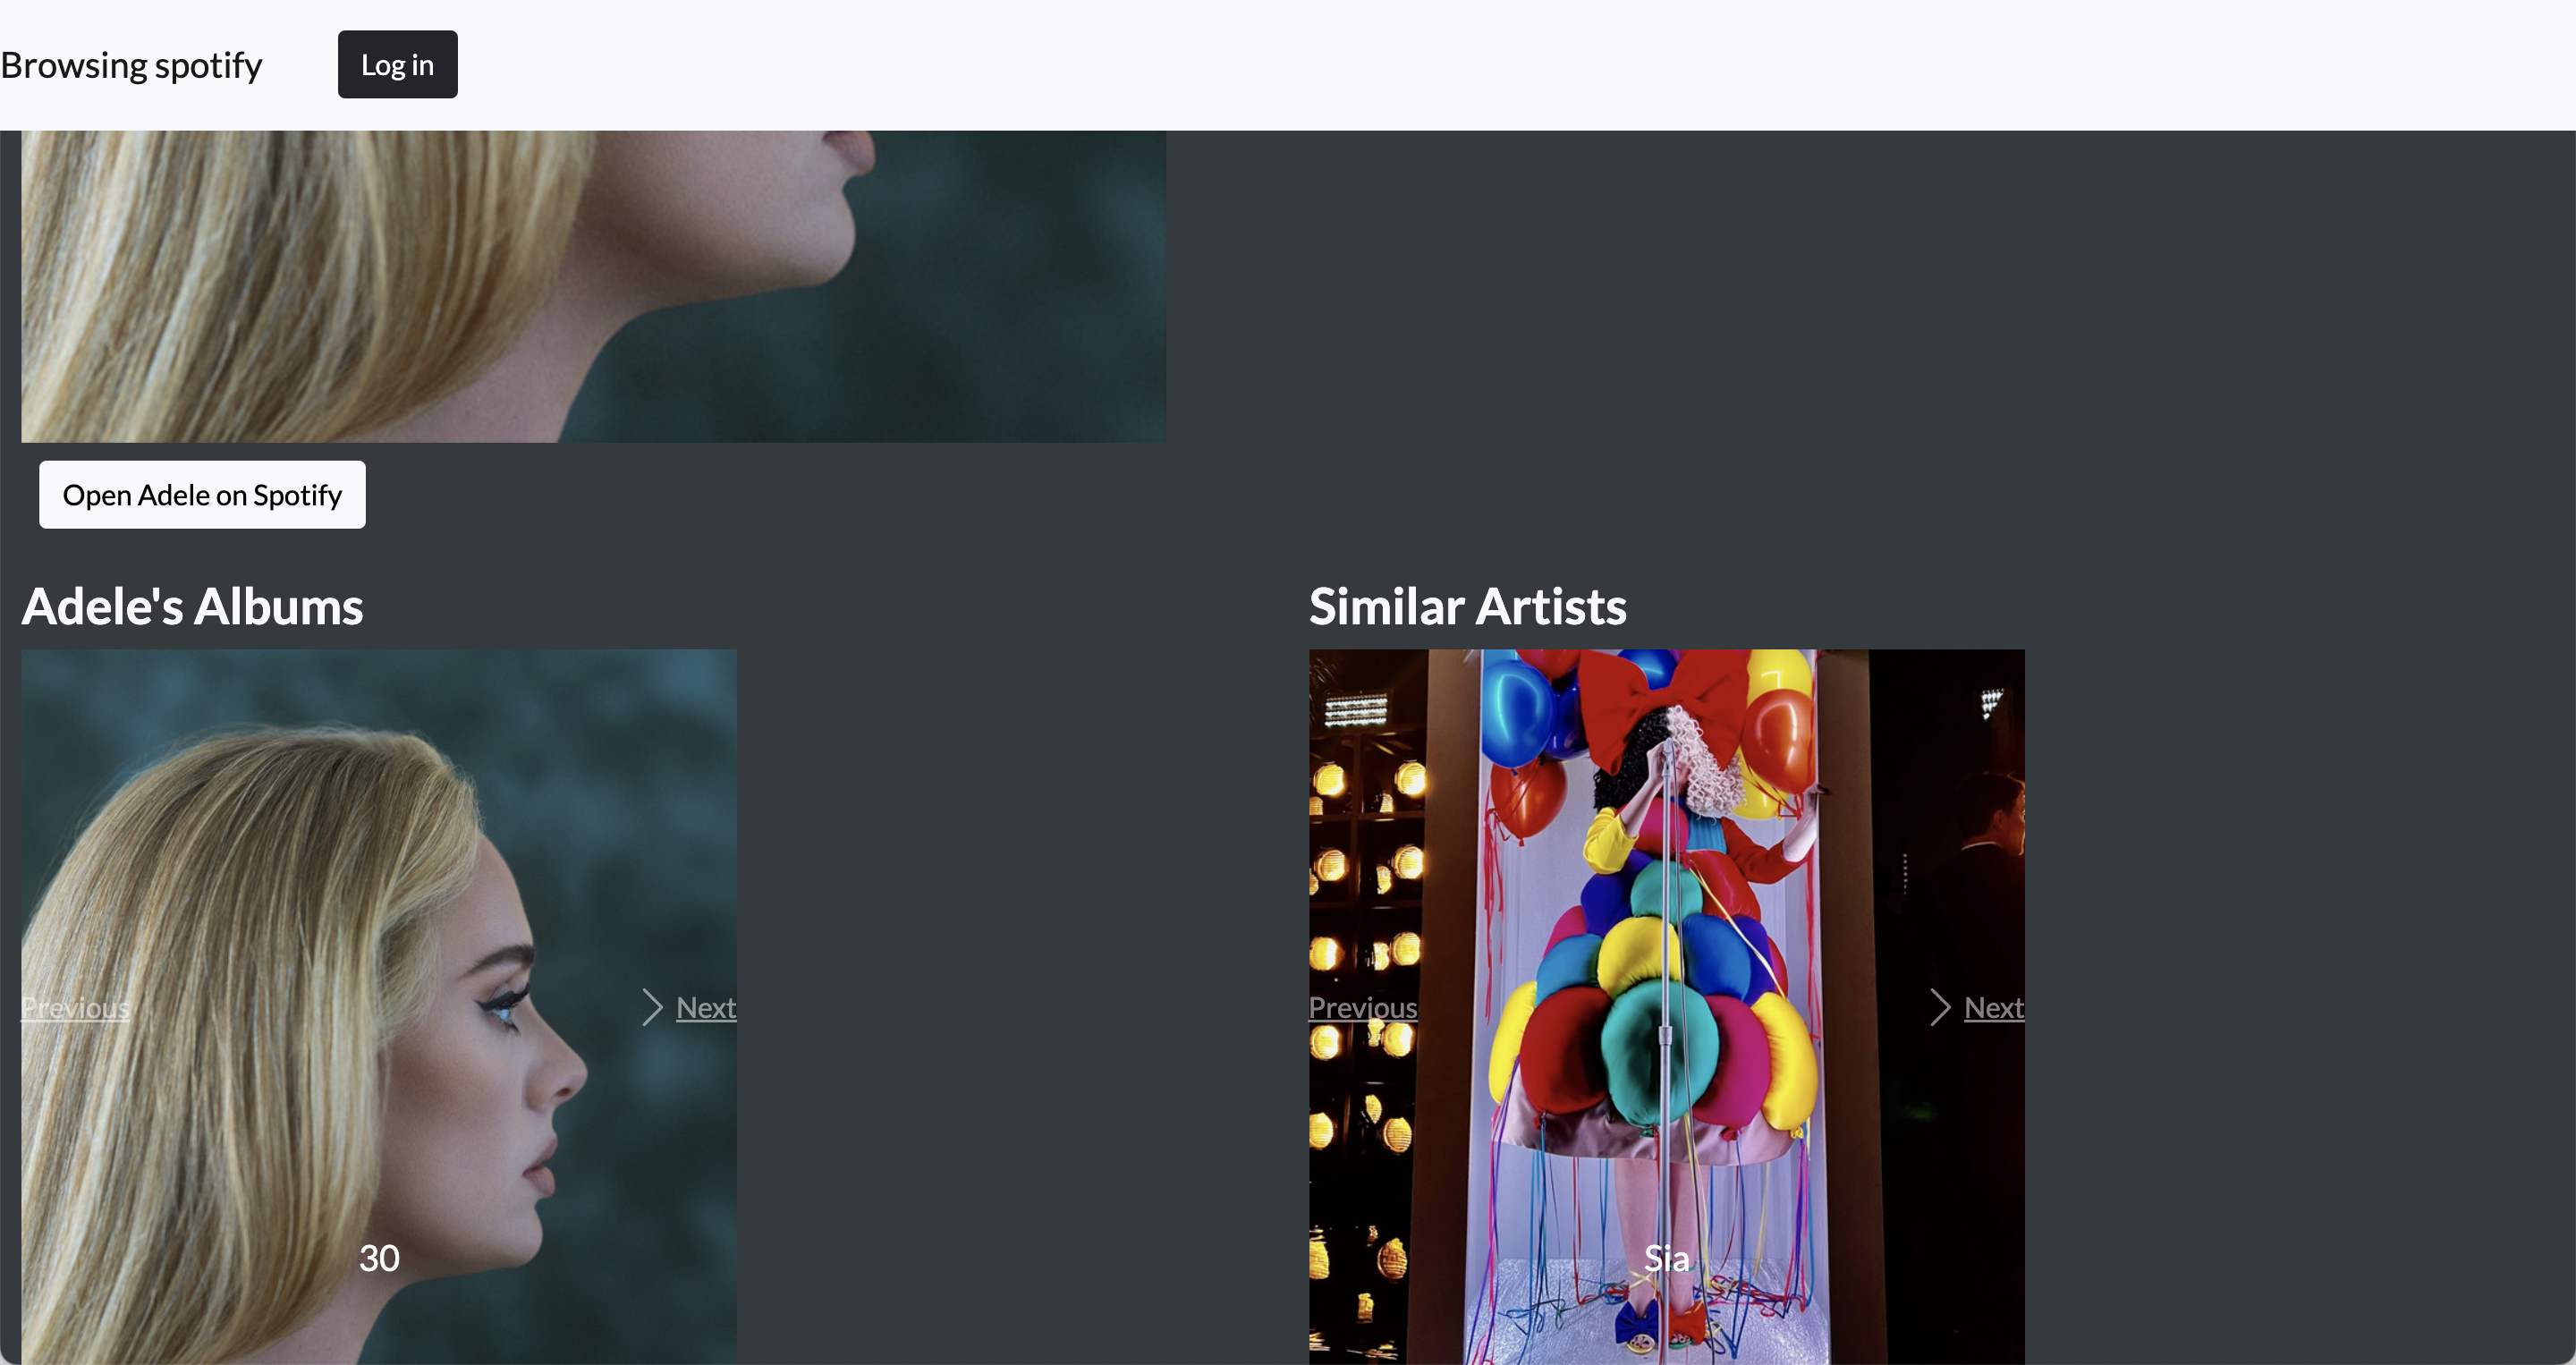 Browsing spotify
Log in
Open Adele on Spotify
Adele's Albums
Similar Artists
Previous
Next
Previous
Next
30
Sia